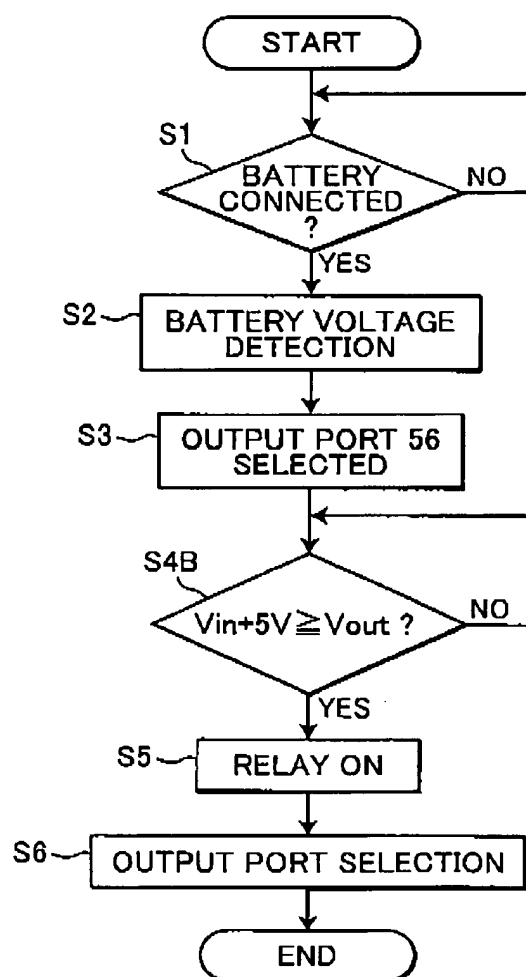 START
S1
BATTERY
CONNECTED
?
NO
YES
S2
BATTERY VOLTAGE
DETECTION
S3
OUTPUT PORT 56
SELECTED
S4B
Vin+5V≧Vout ?
NO
YES
S5
RELAY ON
S6
OUTPUT PORT SELECTION
END